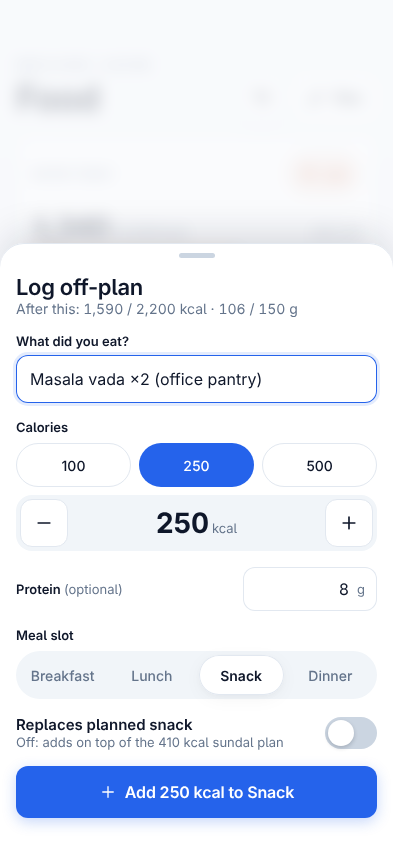 Food
Log off-plan
After this: 1,590 / 2,200 kcal · 106 / 150 g
What did you eat?
Masala vada ×2 (office pantry)
Calories
100
250
500
− 250 kcal +
Protein (optional)
8 g
Meal slot
Breakfast
Lunch
Snack
Dinner
Replaces planned snack
Off: adds on top of the 410 kcal sundal plan
+ Add 250 kcal to Snack